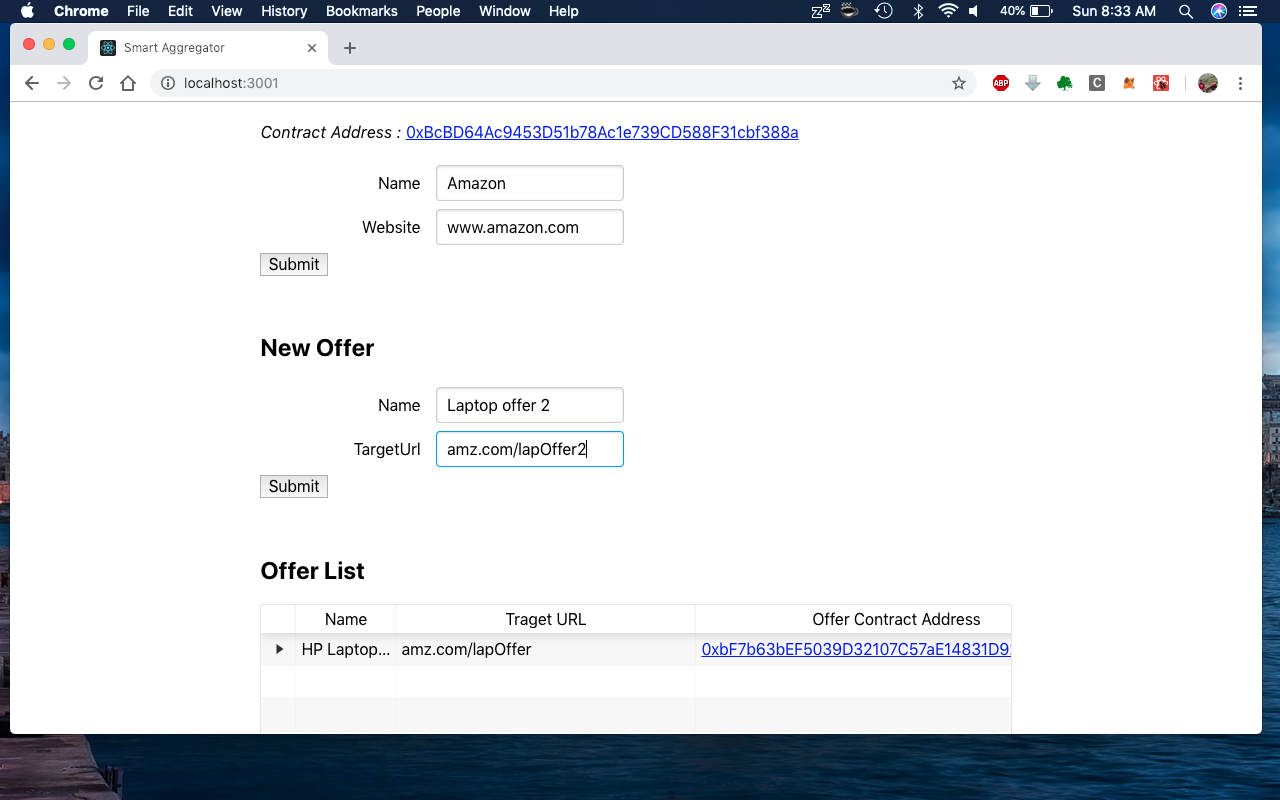 Chrome File Edit View History Bookmarks People Window Help 40% Sun 8:33 AM
Smart Aggregator
localhost:3001
ABP
C
Contract Address : 0xBcBD64Ac9453D51b78Ac1e739CD588F31cbf388a
Name Amazon
Website www.amazon.com
Submit
New Offer
Name Laptop offer 2
TargetUrl amz.com/lapOffer2
Submit
Offer List
Name Traget URL Offer Contract Address
HP Laptop... amz.com/lapOffer 0xbF7b63bEF5039D32107C57aE14831D9